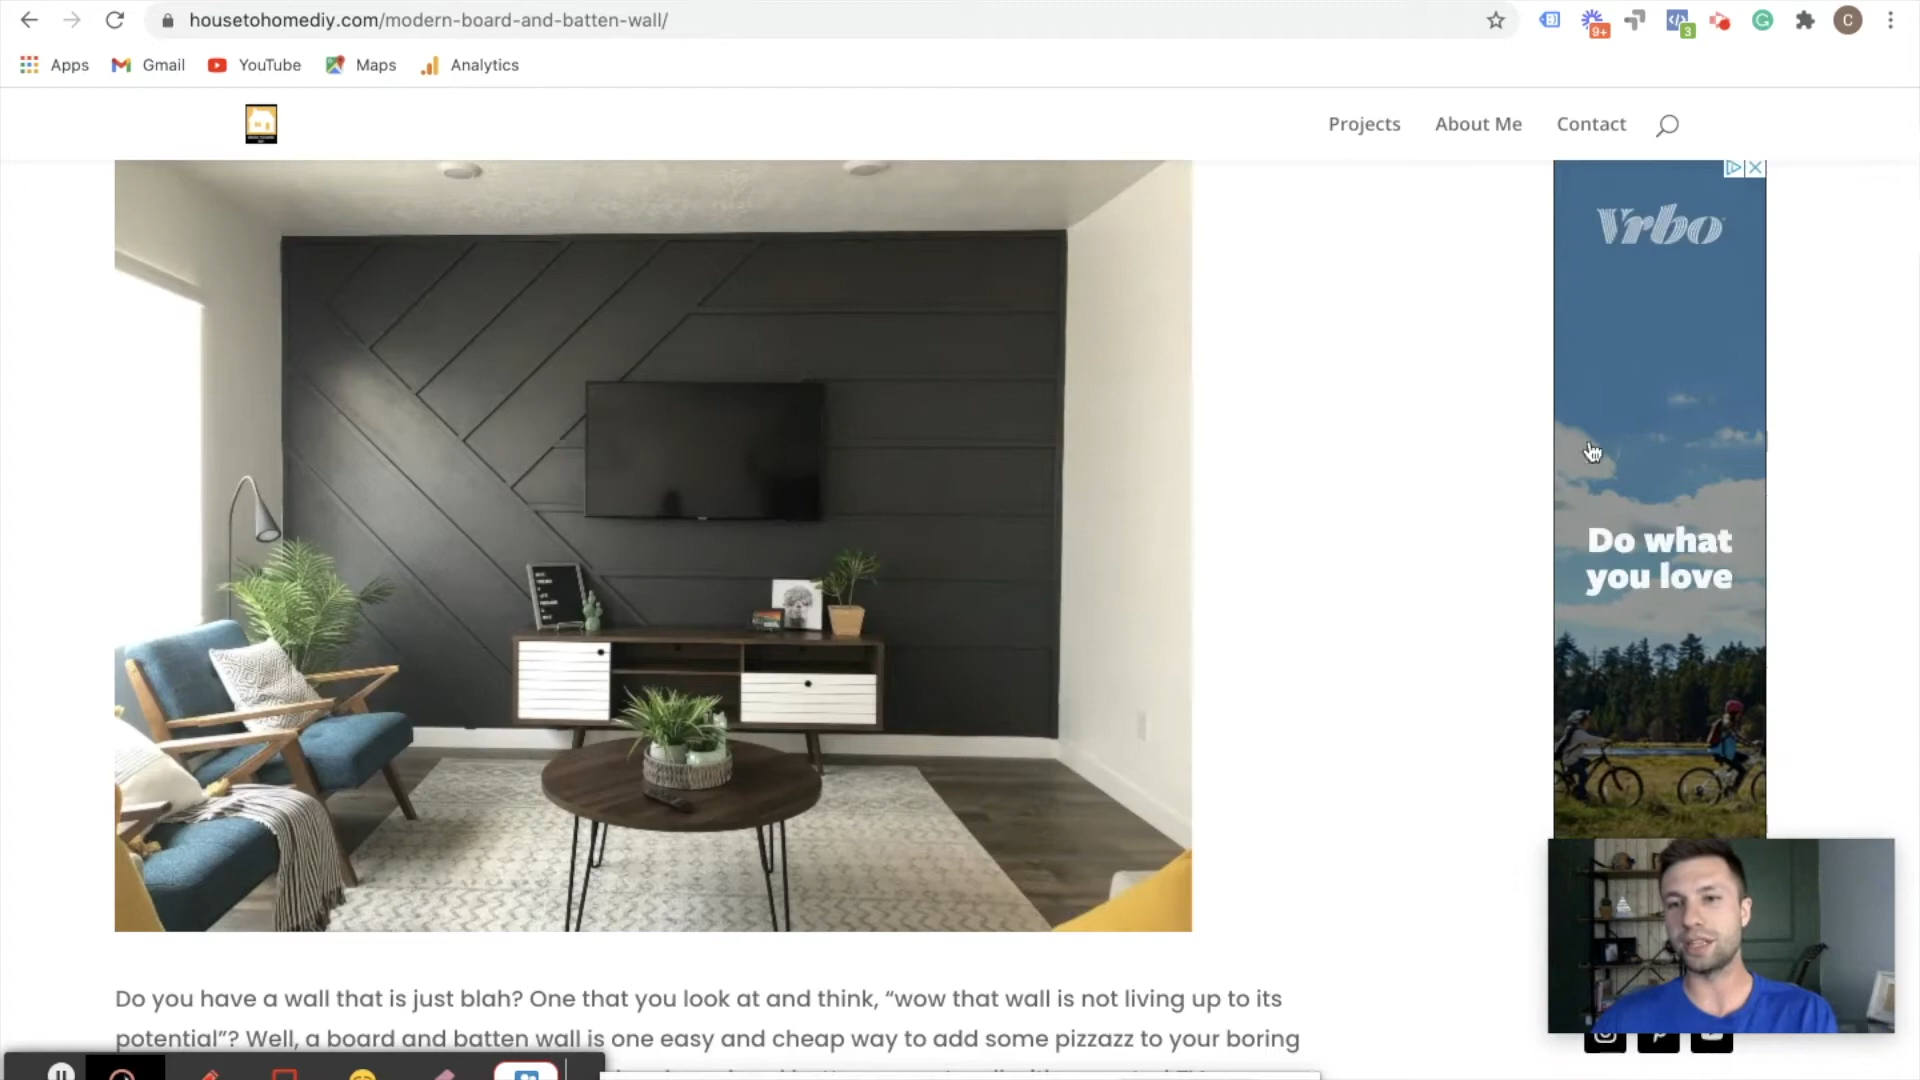 housetohomediy.com/modern-board-and-batten-wall/
9+
3
C
Apps
Gmail
YouTube
Maps
Analytics
Projects
About Me
Contact
Vrbo
Do what
you love
Do you have a wall that is just blah? One that you look at and think, “wow that wall is not living up to its
potential”? Well, a board and batten wall is one easy and cheap way to add some pizzazz to your boring